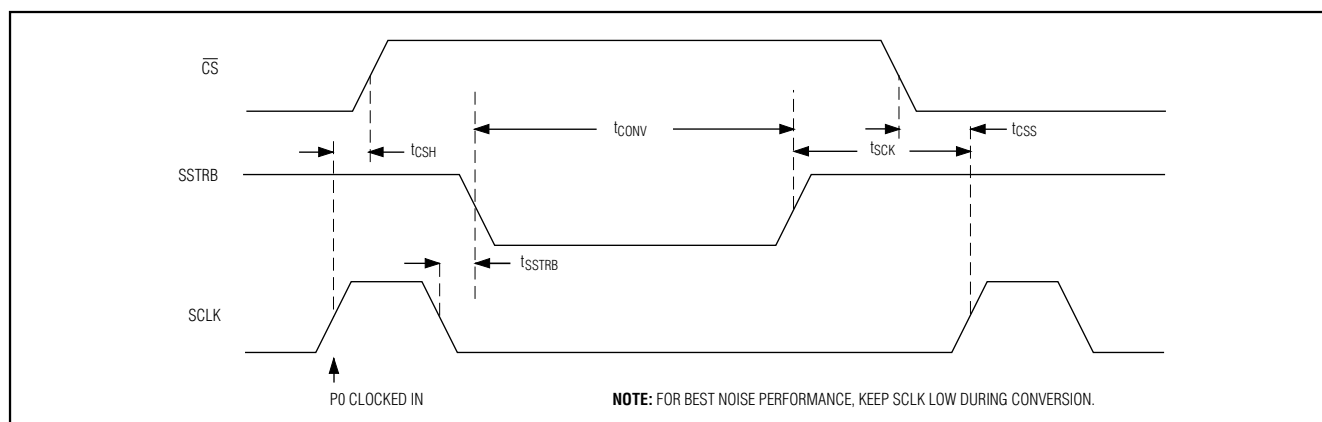 C̅S̅
tCONV
tCSS
tCSH
tSCK
SSTRB
tSSTRB
SCLK
P0 CLOCKED IN
NOTE: FOR BEST NOISE PERFORMANCE, KEEP SCLK LOW DURING CONVERSION.